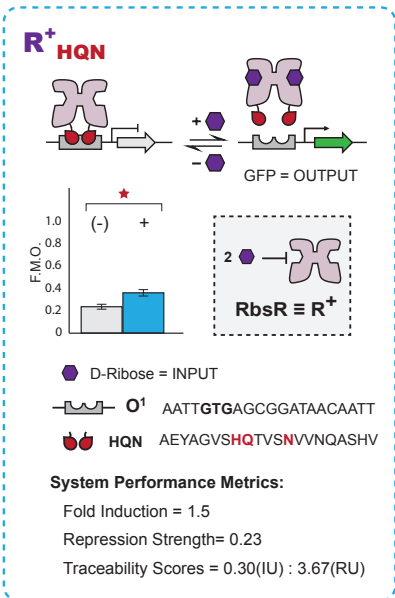 R+HQN
+
−
GFP = OUTPUT
F.M.O.
1.0
0.8
0.6
0.4
0.2
0
(-) +
2
RbsR ≡ R+
D-Ribose = INPUT
O1 AATTGTGAGCGGATAACAATT
HQN AEYAGVSHQTVSNVVNQASHV
System Performance Metrics:
Fold Induction = 1.5
Repression Strength= 0.23
Traceability Scores = 0.30(IU) : 3.67(RU)